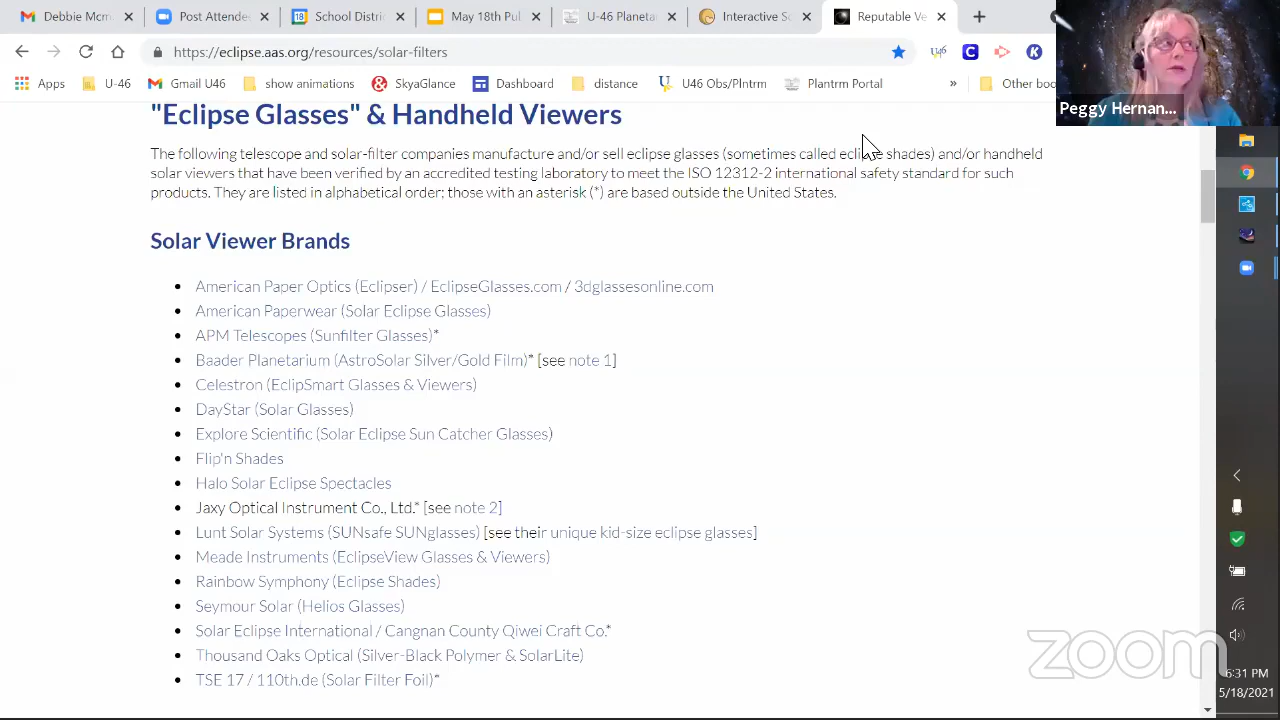 Debbie Mcm
Post Attende
School Distric
May 18th Pul
U-46 Planeta
Interactive Sc
Reputable Ve
https://eclipse.aas.org/resources/solar-filters
U46
C
K
Apps
U-46
Gmail U46
show animation
SkyaGlance
Dashboard
distance
U46 Obs/Plntrm
Plantrm Portal
»
Other boo
Peggy Hernan...
"Eclipse Glasses & Handheld Viewers
The following telescope and solar-filter companies manufacture and/or sell eclipse glasses (sometimes called eclipse shades) and/or handheld
solar viewers that have been verified by an accredited testing laboratory to meet the ISO 12312-2 international safety standard for such
products. They are listed in alphabetical order; those with an asterisk (*) are based outside the United States.
Solar Viewer Brands
American Paper Optics (Eclipser) / EclipseGlasses.com / 3dglassesonline.com
American Paperwear (Solar Eclipse Glasses)
APM Telescopes (Sunfilter Glasses)*
Baader Planetarium (AstroSolar Silver/Gold Film)* [see note 1]
Celestron (EclipSmart Glasses & Viewers)
DayStar (Solar Glasses)
Explore Scientific (Solar Eclipse Sun Catcher Glasses)
Flip'n Shades
Halo Solar Eclipse Spectacles
Jaxy Optical Instrument Co., Ltd.* [see note 2]
Lunt Solar Systems (SUNsafe SUNglasses) [see their unique kid-size eclipse glasses]
Meade Instruments (EclipseView Glasses & Viewers)
Rainbow Symphony (Eclipse Shades)
Seymour Solar (Helios Glasses)
Solar Eclipse International / Cangnan County Qiwei Craft Co.*
Thousand Oaks Optical (Silver-Black Polymer & SolarLite)
TSE 17 / 110th.de (Solar Filter Foil)*
zoom
6:31 PM
5/18/2021